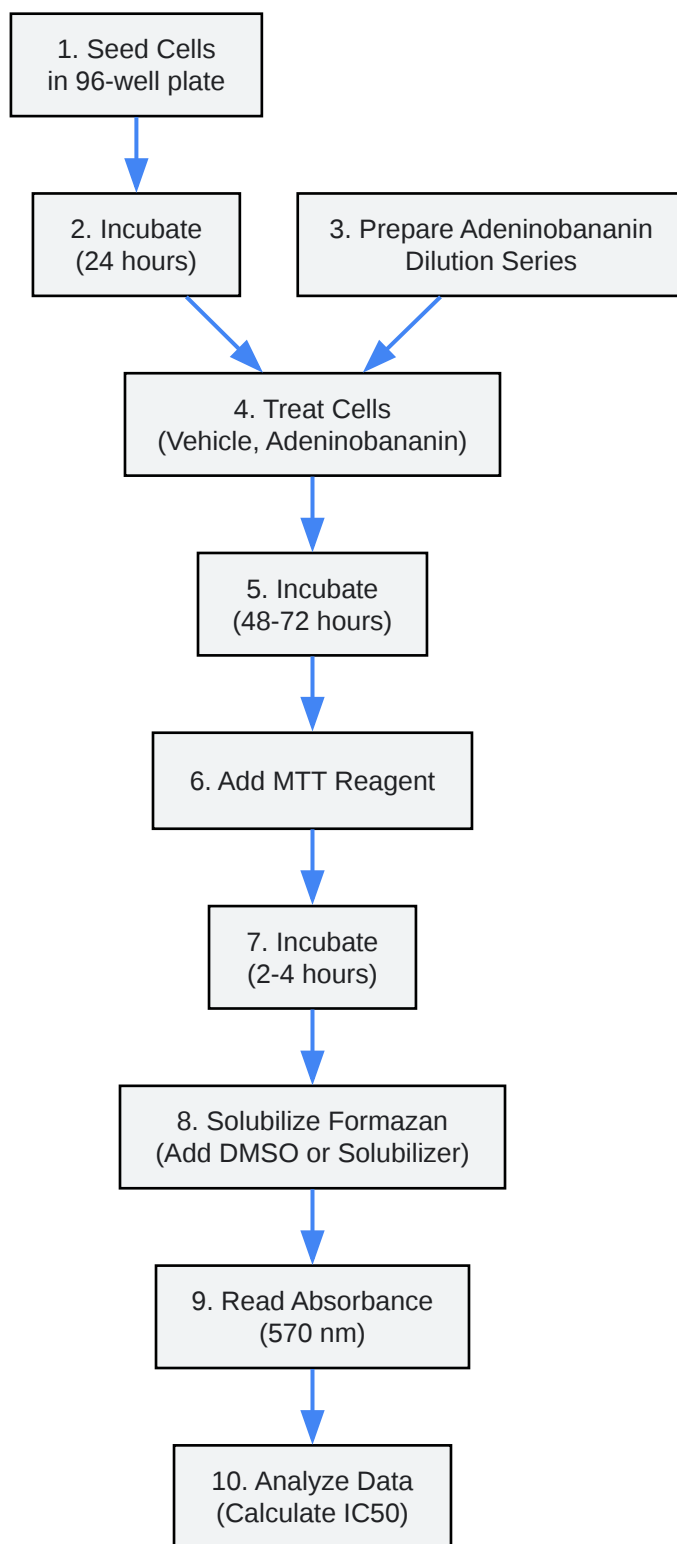 1. Seed Cells
in 96-well plate
2. Incubate
(24 hours)
3. Prepare Adeninobananin
Dilution Series
4. Treat Cells
(Vehicle, Adeninobananin)
5. Incubate
(48-72 hours)
6. Add MTT Reagent
7. Incubate
(2-4 hours)
8. Solubilize Formazan
(Add DMSO or Solubilizer)
9. Read Absorbance
(570 nm)
10. Analyze Data
(Calculate IC50)